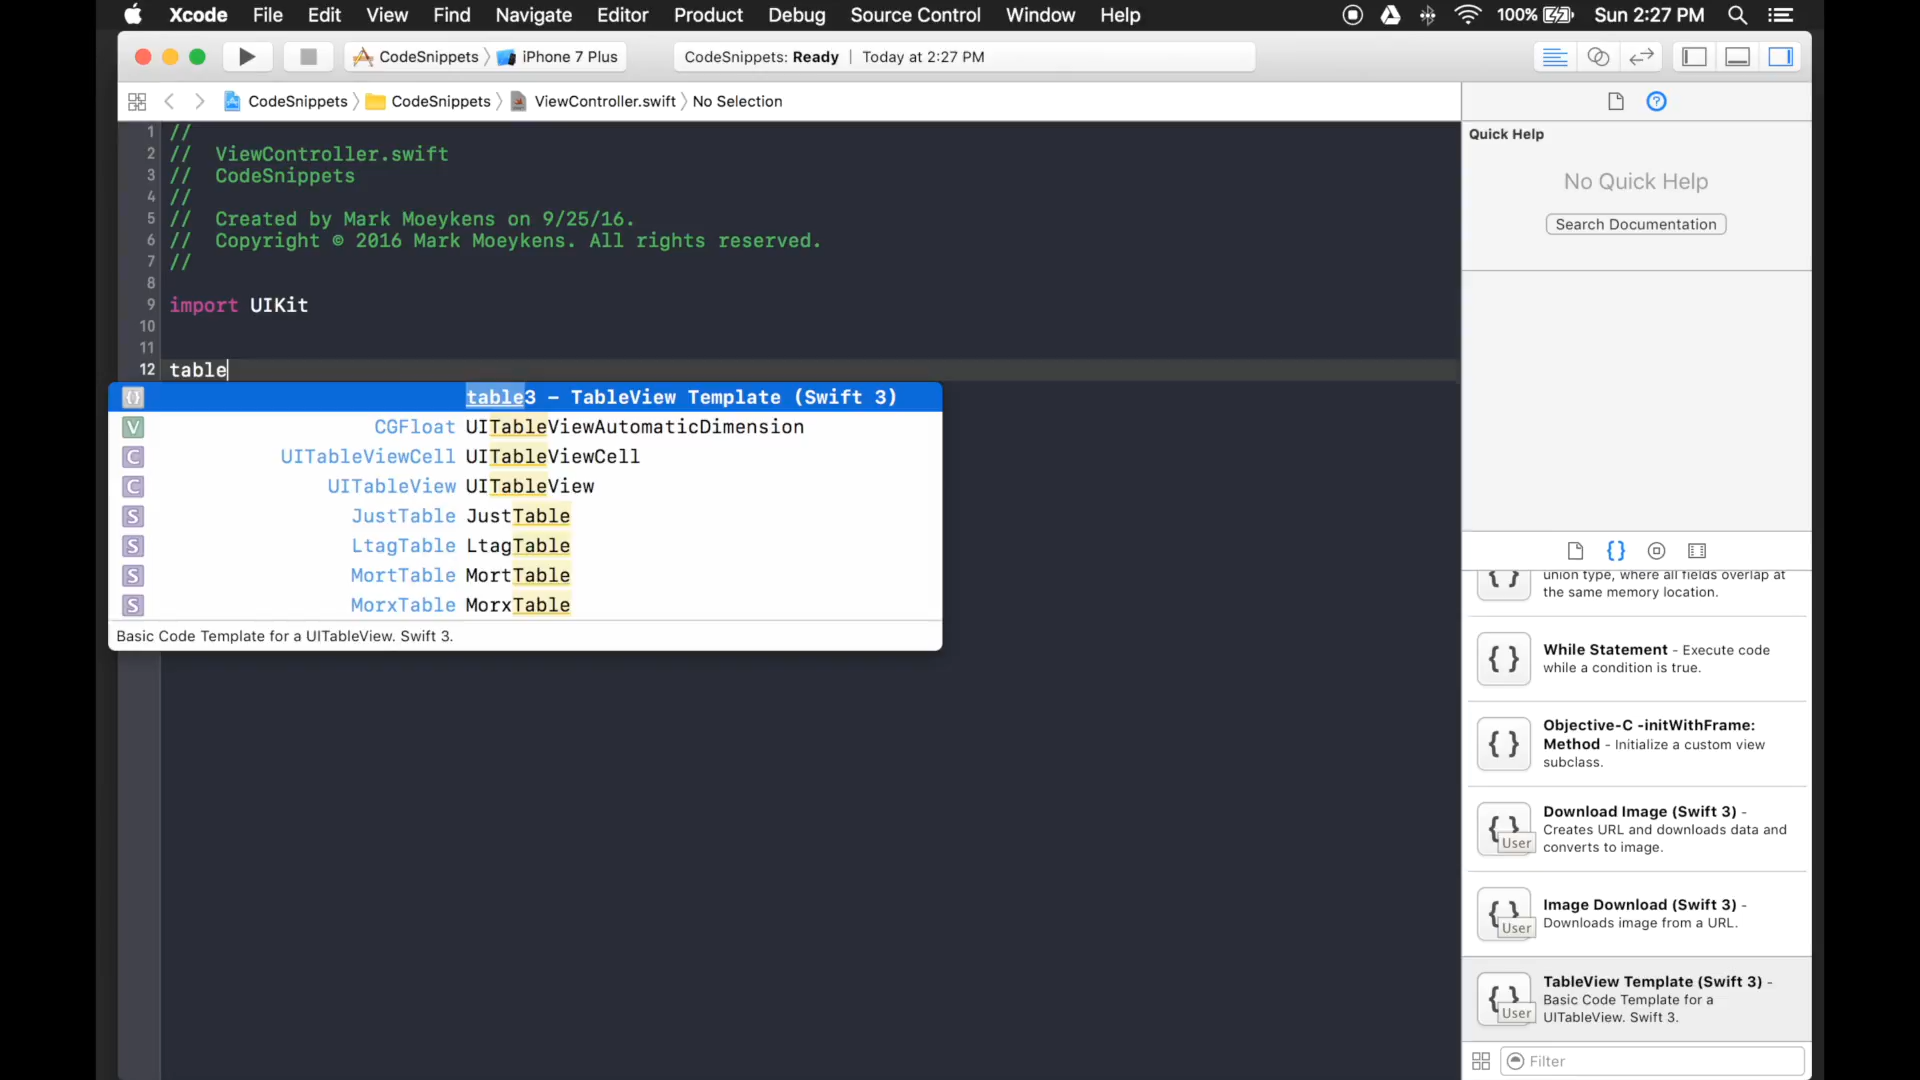 Xcode File Edit View Find Navigate Editor Product Debug Source Control Window Help 100% Sun 2:27 PM
CodeSnippets iPhone 7 Plus CodeSnippets: Ready | Today at 2:27 PM
CodeSnippets CodeSnippets ViewController.swift No Selection
1 //
2 // ViewController.swift
3 // CodeSnippets
4 //
5 // Created by Mark Moeykens on 9/25/16.
6 // Copyright © 2016 Mark Moeykens. All rights reserved.
7 //
8
9 import UIKit
10
11
12 table
{} table3 – TableView Template (Swift 3)
V CGFloat UITableViewAutomaticDimension
C UITableViewCell UITableViewCell
C UITableView UITableView
S JustTable JustTable
S LtagTable LtagTable
S MortTable MortTable
S MorxTable MorxTable
Basic Code Template for a UITableView. Swift 3.
Quick Help
No Quick Help
Search Documentation
union type, where all fields overlap at
the same memory location.
{ } While Statement - Execute code
while a condition is true.
{ } Objective-C -initWithFrame:
Method - Initialize a custom view
subclass.
Download Image (Swift 3) -
Creates URL and downloads data and
converts to image.
User
Image Download (Swift 3) -
Downloads image from a URL.
User
TableView Template (Swift 3) -
Basic Code Template for a
UITableView. Swift 3.
User
Filter